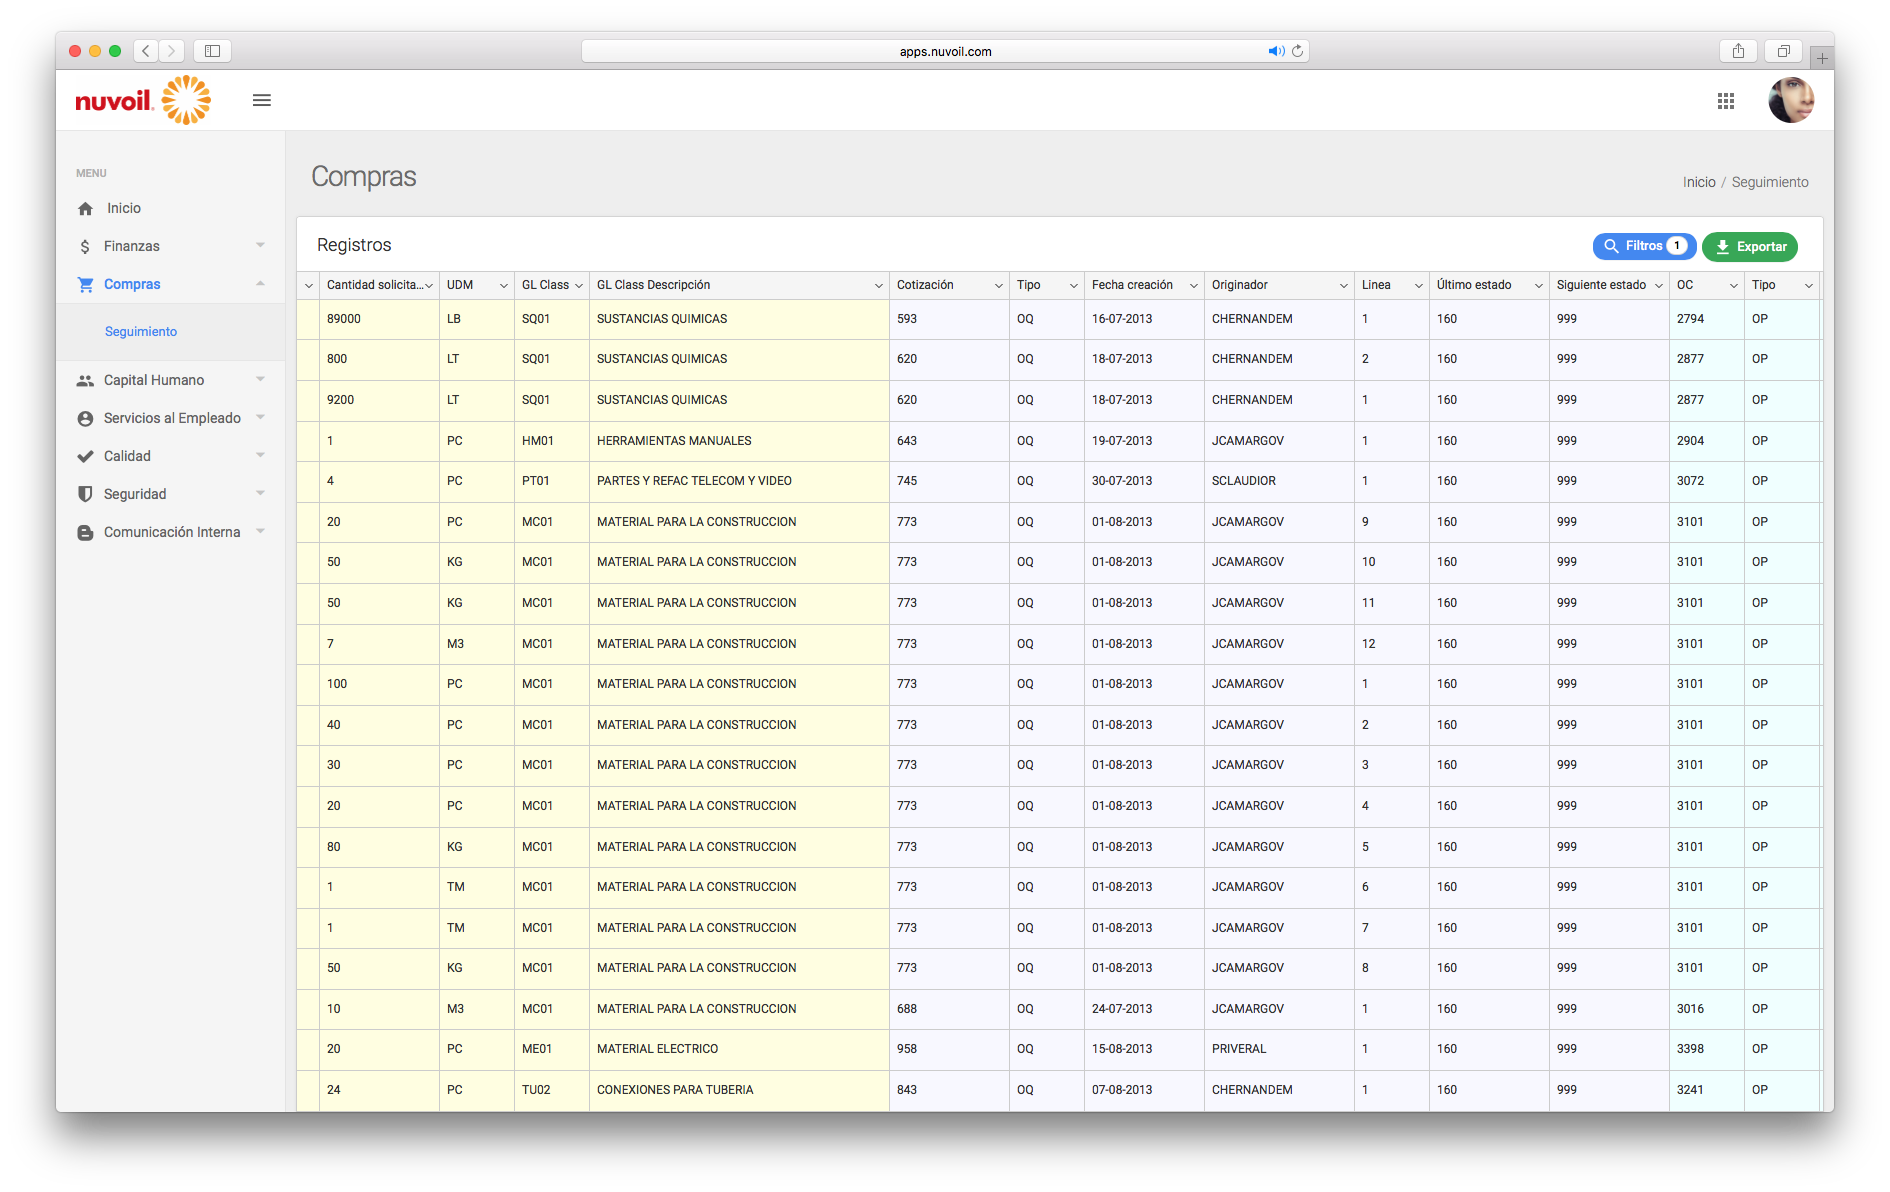 apps.nuvoil.com
nuvoil
MENU
Inicio
Finanzas
Compras
Seguimiento
Capital Humano
Servicios al Empleado
Calidad
Seguridad
Comunicación Interna
Compras
Inicio / Seguimiento
Registros
Filtros 1
Exportar
Cantidad solicita... UDM GL Class GL Class Descripción Cotización Tipo Fecha creación Originador Linea Último estado Siguiente estado OC Tipo
89000 LB SQ01 SUSTANCIAS QUIMICAS 593 OQ 16-07-2013 CHERNANDEM 1 160 999 2794 OP
800 LT SQ01 SUSTANCIAS QUIMICAS 620 OQ 18-07-2013 CHERNANDEM 2 160 999 2877 OP
9200 LT SQ01 SUSTANCIAS QUIMICAS 620 OQ 18-07-2013 CHERNANDEM 1 160 999 2877 OP
1 PC HM01 HERRAMIENTAS MANUALES 643 OQ 19-07-2013 JCAMARGOV 1 160 999 2904 OP
4 PC PT01 PARTES Y REFAC TELECOM Y VIDEO 745 OQ 30-07-2013 SCLAUDIOR 1 160 999 3072 OP
20 PC MC01 MATERIAL PARA LA CONSTRUCCION 773 OQ 01-08-2013 JCAMARGOV 9 160 999 3101 OP
50 KG MC01 MATERIAL PARA LA CONSTRUCCION 773 OQ 01-08-2013 JCAMARGOV 10 160 999 3101 OP
50 KG MC01 MATERIAL PARA LA CONSTRUCCION 773 OQ 01-08-2013 JCAMARGOV 11 160 999 3101 OP
7 M3 MC01 MATERIAL PARA LA CONSTRUCCION 773 OQ 01-08-2013 JCAMARGOV 12 160 999 3101 OP
100 PC MC01 MATERIAL PARA LA CONSTRUCCION 773 OQ 01-08-2013 JCAMARGOV 1 160 999 3101 OP
40 PC MC01 MATERIAL PARA LA CONSTRUCCION 773 OQ 01-08-2013 JCAMARGOV 2 160 999 3101 OP
30 PC MC01 MATERIAL PARA LA CONSTRUCCION 773 OQ 01-08-2013 JCAMARGOV 3 160 999 3101 OP
20 PC MC01 MATERIAL PARA LA CONSTRUCCION 773 OQ 01-08-2013 JCAMARGOV 4 160 999 3101 OP
80 KG MC01 MATERIAL PARA LA CONSTRUCCION 773 OQ 01-08-2013 JCAMARGOV 5 160 999 3101 OP
1 TM MC01 MATERIAL PARA LA CONSTRUCCION 773 OQ 01-08-2013 JCAMARGOV 6 160 999 3101 OP
1 TM MC01 MATERIAL PARA LA CONSTRUCCION 773 OQ 01-08-2013 JCAMARGOV 7 160 999 3101 OP
50 KG MC01 MATERIAL PARA LA CONSTRUCCION 773 OQ 01-08-2013 JCAMARGOV 8 160 999 3101 OP
10 M3 MC01 MATERIAL PARA LA CONSTRUCCION 688 OQ 24-07-2013 JCAMARGOV 1 160 999 3016 OP
20 PC ME01 MATERIAL ELECTRICO 958 OQ 15-08-2013 PRIVERAL 1 160 999 3398 OP
24 PC TU02 CONEXIONES PARA TUBERIA 843 OQ 07-08-2013 CHERNANDEM 1 160 999 3241 OP